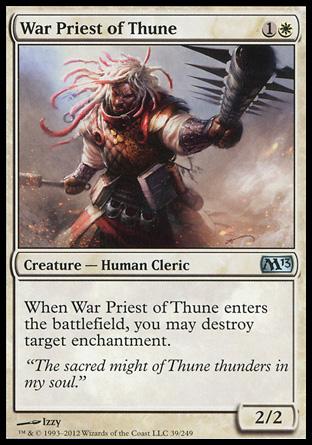 War Priest of Thune 1
Creature — Human Cleric M13
When War Priest of Thune enters
the battlefield, you may destroy
target enchantment.
“The sacred might of Thune thunders in
my soul.”
Izzy
™ & © 1993–2012 Wizards of the Coast LLC 39/249
2/2